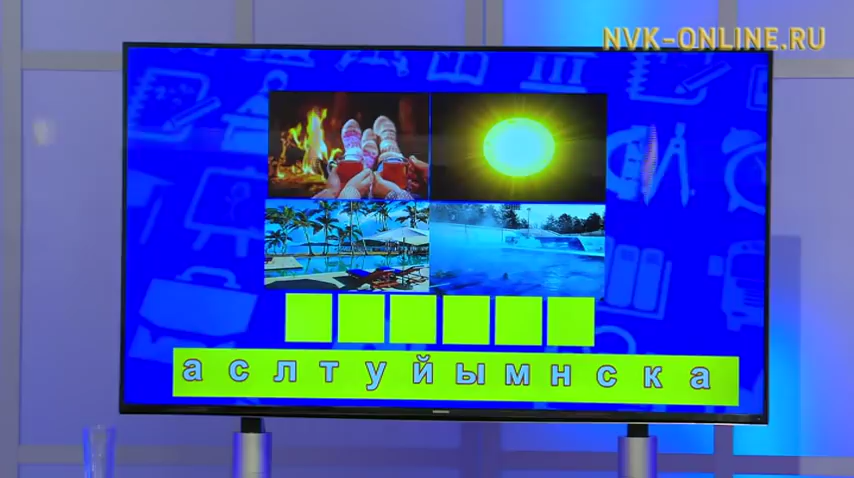 NVK-ONLINE.RU
а с л т у й ы м н с к а